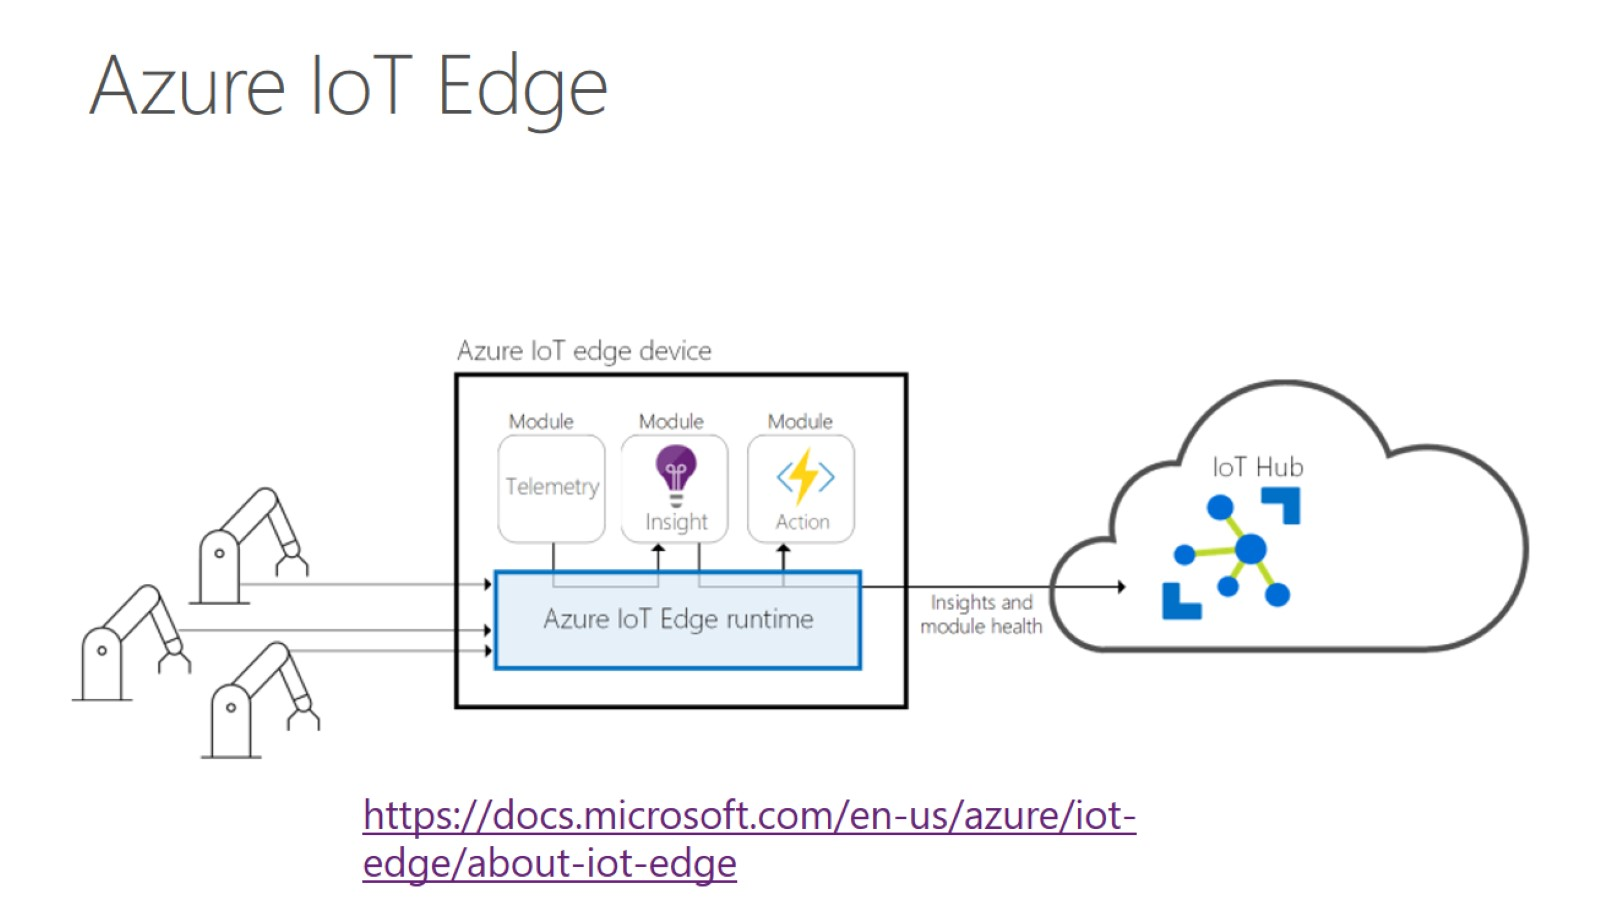 Azure IoT Edge
Azure IoT edge device
Module
Module
Module
Telemetry
Insight
Action
Azure IoT Edge runtime
Insights and
module health
IoT Hub
https://docs.microsoft.com/en-us/azure/iot-
edge/about-iot-edge